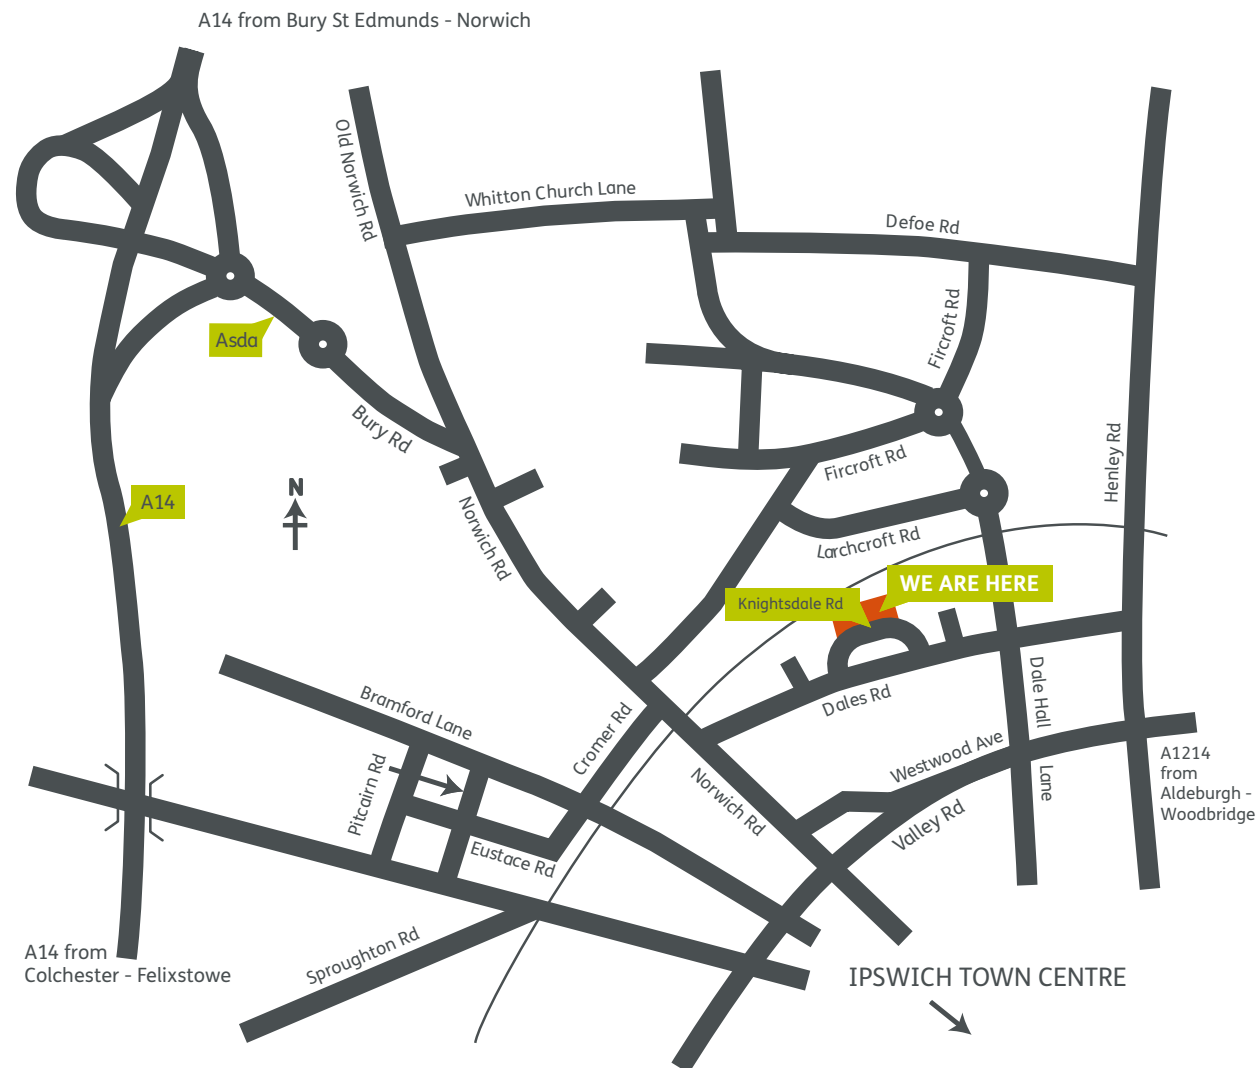 A14 from Bury St Edmunds - Norwich
Old Norwich Rd
Whitton Church Lane
Defoe Rd
Asda
Fircroft Rd
Bury Rd
Fircroft Rd
Henley Rd
A14
N
Norwich Rd
Larchcroft Rd
WE ARE HERE
Knightsdale Rd
Dales Rd
Dale Hall
Lane
Bramford Lane
Cromer Rd
Pitcairn Rd
Norwich Rd
Westwood Ave
Valley Rd
A1214
from
Aldeburgh -
Woodbridge
Eustace Rd
Sproughton Rd
A14 from
Colchester - Felixstowe
IPSWICH TOWN CENTRE